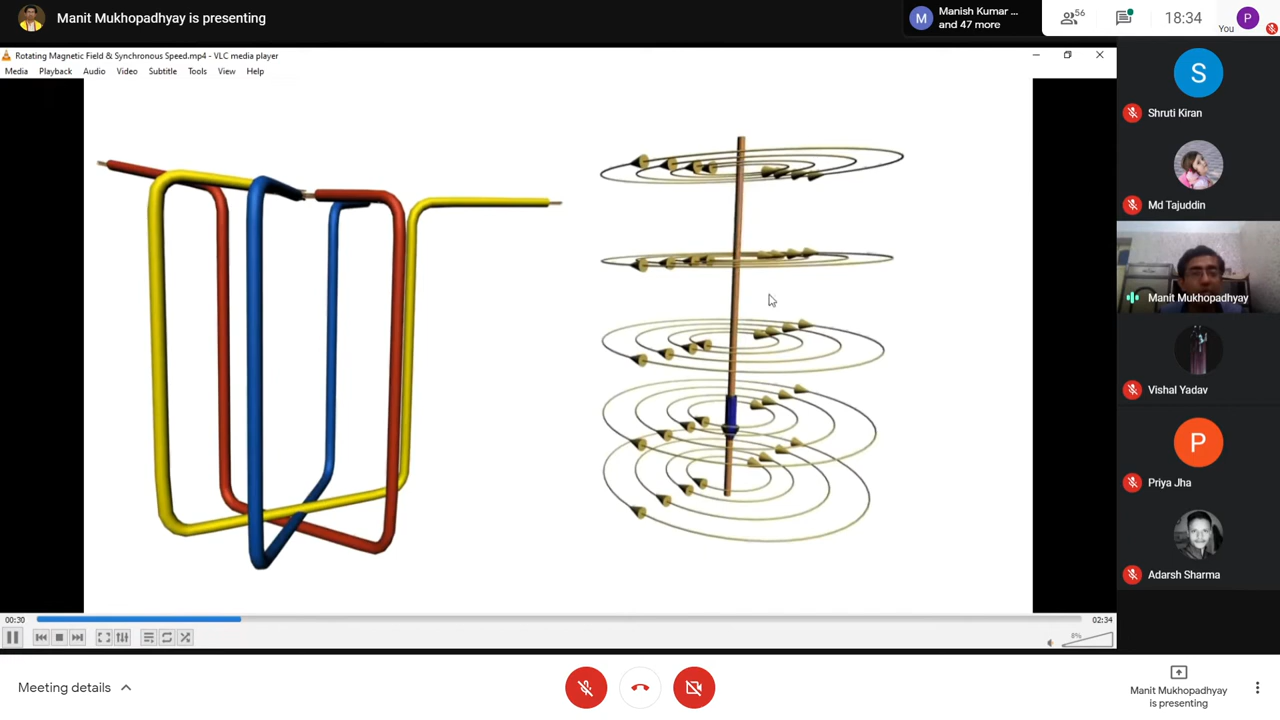 Manit Mukhopadhyay is presenting
M
Manish Kumar ...
and 47 more
56
18:34
You
P
Rotating Magnetic Field & Synchronous Speed.mp4 - VLC media player
Media Playback Audio Video Subtitle Tools View Help
S
Shruti Kiran
Md Tajuddin
Manit Mukhopadhyay
Vishal Yadav
P
Priya Jha
Adarsh Sharma
00:30
02:34
8%
Meeting details
Manit Mukhopadhyay
is presenting